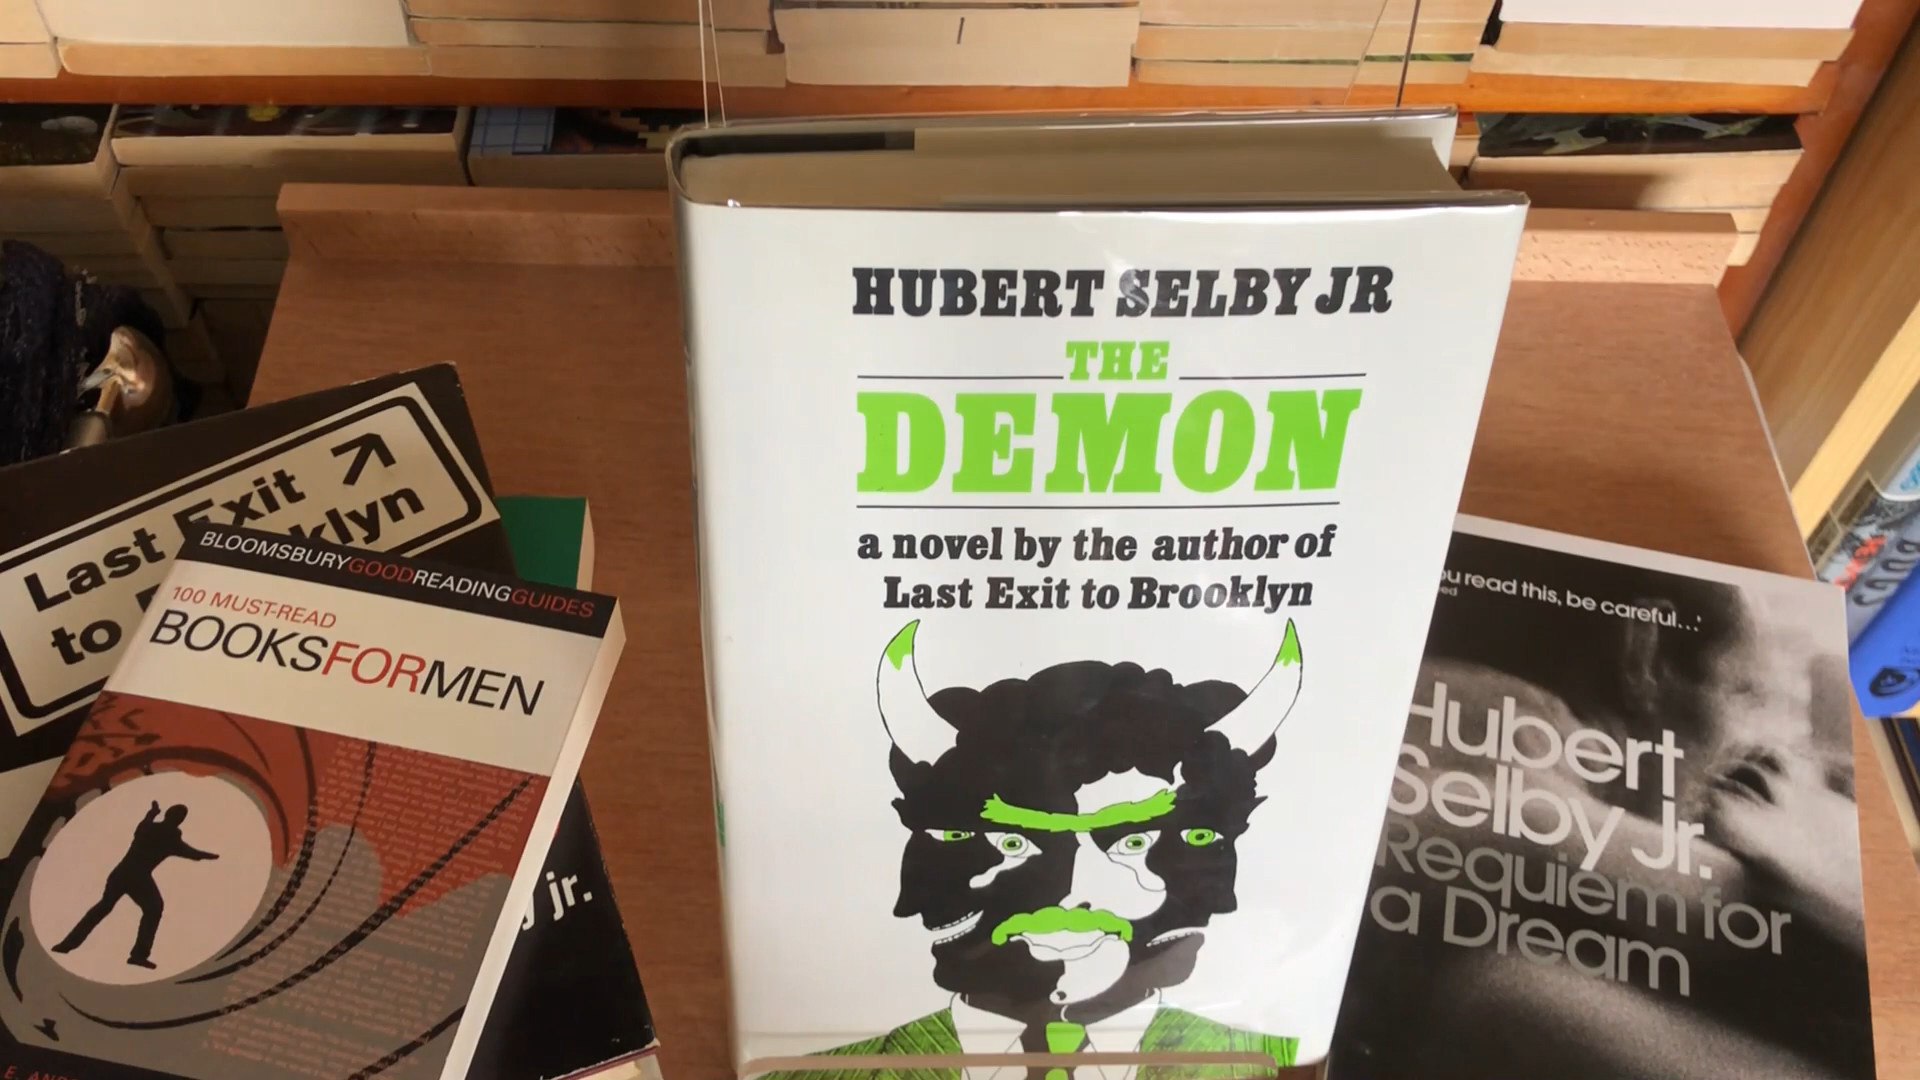 HUBERT SELBY JR
THE
DEMON
a novel by the author of
Last Exit to Brooklyn
Last Exit
to
klyn
BLOOMSBURYGOODREADINGGUIDES
100 MUST-READ
BOOKSFORMEN
jr.
read this, be careful...'
Hubert
Selby Jr.
Requiem for
a Dream